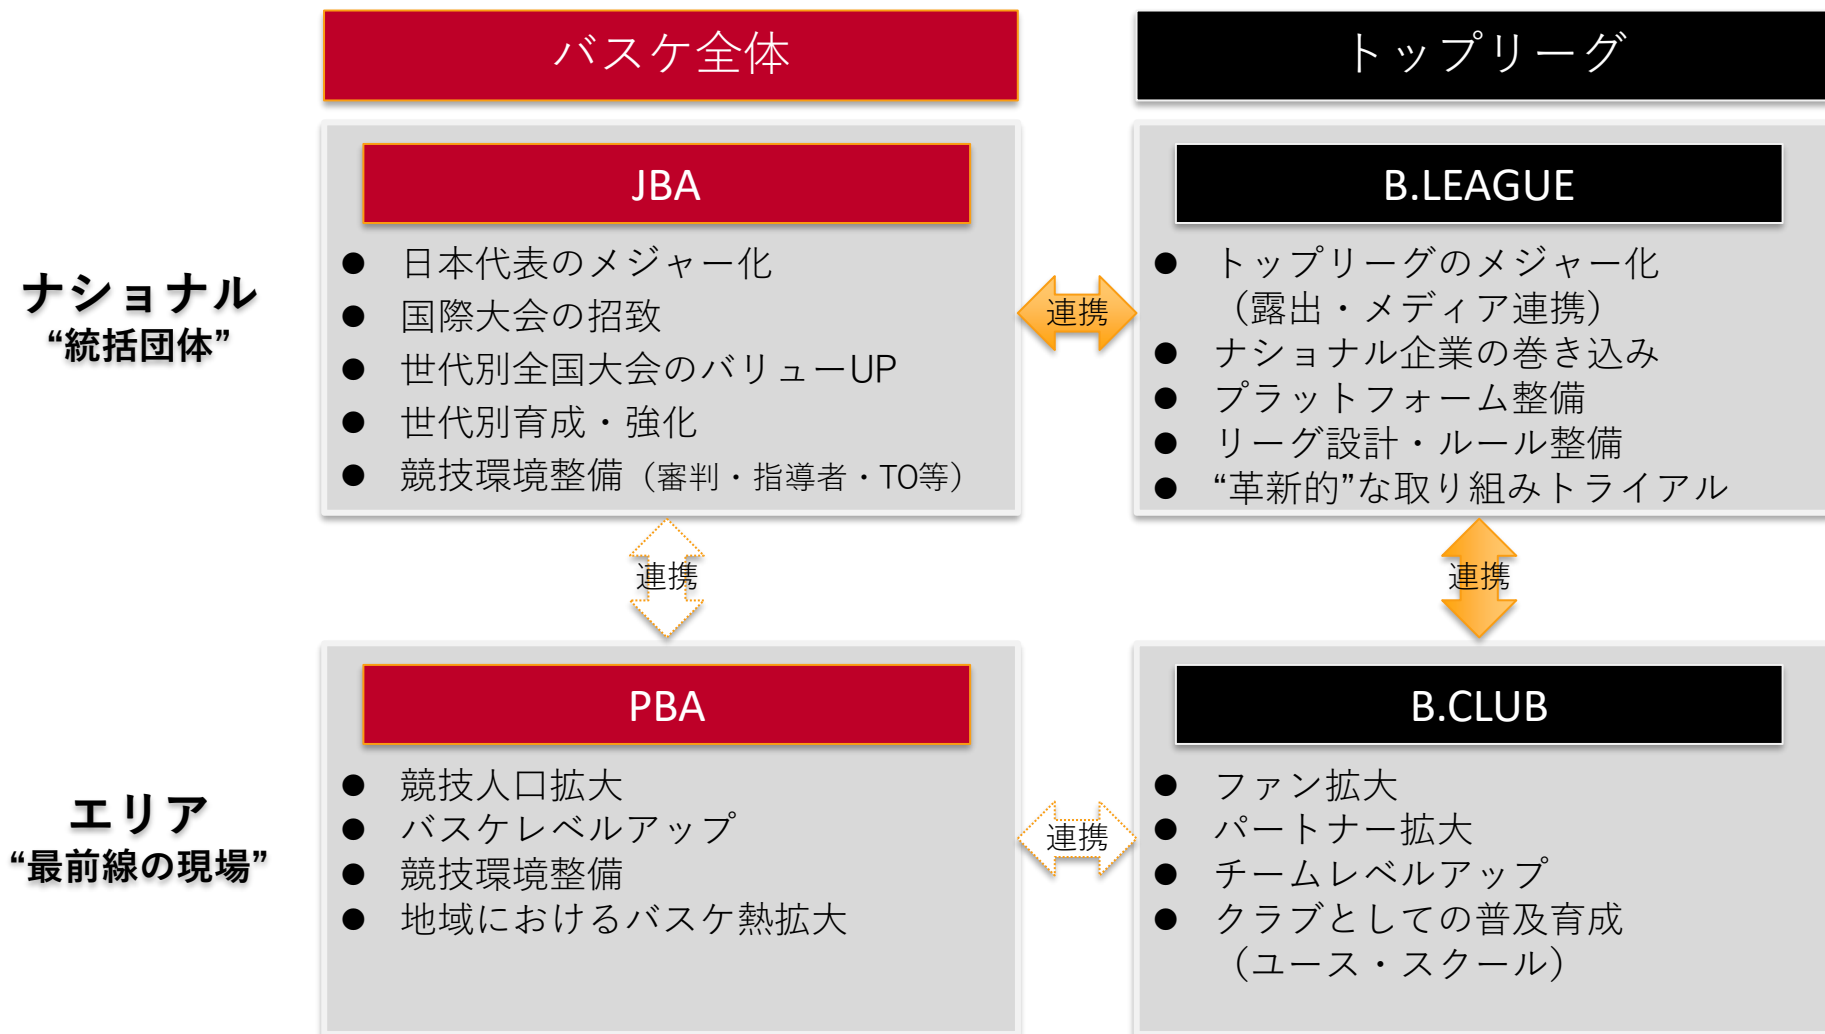 バスケ全体
トップリーグ
ナショナル
“統括団体”
JBA
● 日本代表のメジャー化
● 国際大会の招致
● 世代別全国大会のバリューUP
● 世代別育成・強化
● 競技環境整備（審判・指導者・TO等）
連携
B.LEAGUE
● トップリーグのメジャー化
（露出・メディア連携）
● ナショナル企業の巻き込み
● プラットフォーム整備
● リーグ設計・ルール整備
● “革新的”な取り組みトライアル
連携
連携
エリア
“最前線の現場”
PBA
● 競技人口拡大
● バスケレベルアップ
● 競技環境整備
● 地域におけるバスケ熱拡大
連携
B.CLUB
● ファン拡大
● パートナー拡大
● チームレベルアップ
● クラブとしての普及育成
（ユース・スクール）